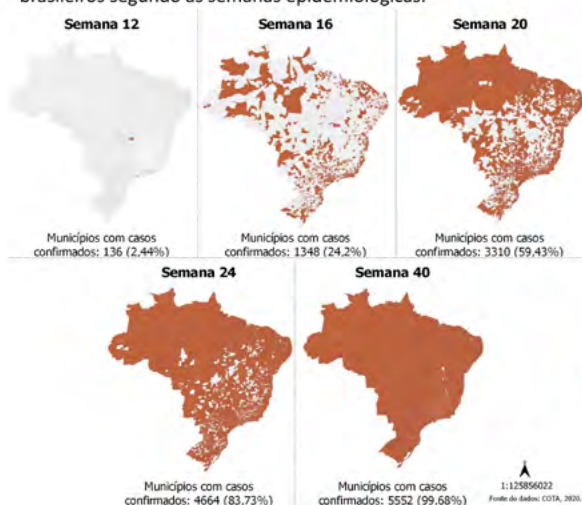 brasileiros segundo as semanas epidemiológicas.
Semana 12
Semana 16
Semana 20
Municípios com casos
confirmados: 136 (2,44%)
Municípios com casos
confirmados: 1348 (24,2%)
Municípios com casos
confirmados: 3310 (59,43%)
Semana 24
Semana 40
Municípios com casos
confirmados: 4664 (83,73%)
Municípios com casos
confirmados: 5552 (99,68%)
1:125856022
Fonte do dados: COTA, 2020.